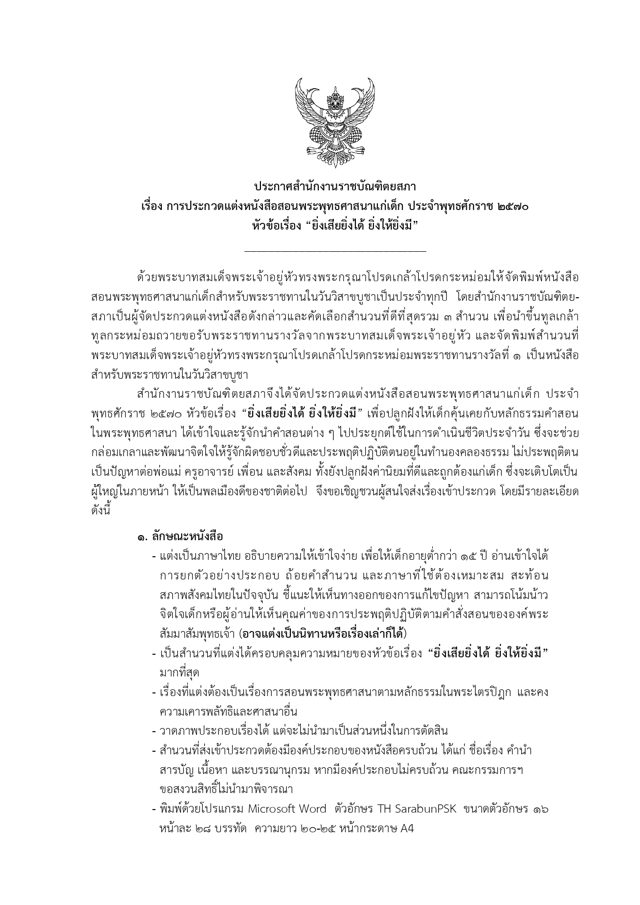 ประกาศสำนักงานราชบัณฑิตยสภา
เรื่อง การประกวดแต่งหนังสือสอนพระพุทธศาสนาแก่เด็ก ประจำพุทธศักราช ๒๕๗๐
หัวข้อเรื่อง “ยิ่งเสียยิ่งได้ ยิ่งให้ยิ่งมี”
ด้วยพระบาทสมเด็จพระเจ้าอยู่หัวทรงพระกรุณาโปรดเกล้าโปรดกระหม่อมให้จัดพิมพ์หนังสือ
สอนพระพุทธศาสนาแก่เด็กสำหรับพระราชทานในวันวิสาขบูชาเป็นประจำทุกปี โดยสำนักงานราชบัณฑิตย-
สภาเป็นผู้จัดประกวดแต่งหนังสือดังกล่าวและคัดเลือกสำนวนที่ดีที่สุดรวม ๓ สำนวน เพื่อนำขึ้นทูลเกล้า
ทูลกระหม่อมถวายขอรับพระราชทานรางวัลจากพระบาทสมเด็จพระเจ้าอยู่หัว และจัดพิมพ์สำนวนที่
พระบาทสมเด็จพระเจ้าอยู่หัวทรงพระกรุณาโปรดเกล้าโปรดกระหม่อมพระราชทานรางวัลที่ ๑ เป็นหนังสือ
สำหรับพระราชทานในวันวิสาขบูชา
สำนักงานราชบัณฑิตยสภาจึงได้จัดประกวดแต่งหนังสือสอนพระพุทธศาสนาแก่เด็ก ประจำ
พุทธศักราช ๒๕๗๐ หัวข้อเรื่อง “ยิ่งเสียยิ่งได้ ยิ่งให้ยิ่งมี” เพื่อปลูกฝังให้เด็กคุ้นเคยกับหลักธรรมคำสอน
ในพระพุทธศาสนา ได้เข้าใจและรู้จักนำคำสอนต่าง ๆ ไปประยุกต์ใช้ในการดำเนินชีวิตประจำวัน ซึ่งจะช่วย
กล่อมเกลาและพัฒนาจิตใจให้รู้จักผิดชอบชั่วดีและประพฤติปฏิบัติตนอยู่ในทำนองคลองธรรม ไม่ประพฤติตน
เป็นปัญหาต่อพ่อแม่ ครูอาจารย์ เพื่อน และสังคม ทั้งยังปลูกฝังค่านิยมที่ดีและถูกต้องแก่เด็ก ซึ่งจะเติบโตเป็น
ผู้ใหญ่ในภายหน้า ให้เป็นพลเมืองดีของชาติต่อไป จึงขอเชิญชวนผู้สนใจส่งเรื่องเข้าประกวด โดยมีรายละเอียด
ดังนี้
๑. ลักษณะหนังสือ
- แต่งเป็นภาษาไทย อธิบายความให้เข้าใจง่าย เพื่อให้เด็กอายุต่ำกว่า ๑๕ ปี อ่านเข้าใจได้
การยกตัวอย่างประกอบ ถ้อยคำสำนวน และภาษาที่ใช้ต้องเหมาะสม สะท้อน
สภาพสังคมไทยในปัจจุบัน ชี้แนะให้เห็นทางออกของการแก้ไขปัญหา สามารถโน้มน้าว
จิตใจเด็กหรือผู้อ่านให้เห็นคุณค่าของการประพฤติปฏิบัติตามคำสั่งสอนขององค์พระ
สัมมาสัมพุทธเจ้า (อาจแต่งเป็นนิทานหรือเรื่องเล่าก็ได้)
- เป็นสำนวนที่แต่งได้ครอบคลุมความหมายของหัวข้อเรื่อง “ยิ่งเสียยิ่งได้ ยิ่งให้ยิ่งมี”
มากที่สุด
- เรื่องที่แต่งต้องเป็นเรื่องการสอนพระพุทธศาสนาตามหลักธรรมในพระไตรปิฎก และคง
ความเคารพลัทธิและศาสนาอื่น
- วาดภาพประกอบเรื่องได้ แต่จะไม่นำมาเป็นส่วนหนึ่งในการตัดสิน
- สำนวนที่ส่งเข้าประกวดต้องมีองค์ประกอบของหนังสือครบถ้วน ได้แก่ ชื่อเรื่อง คำนำ
สารบัญ เนื้อหา และบรรณานุกรม หากมีองค์ประกอบไม่ครบถ้วน คณะกรรมการฯ
ขอสงวนสิทธิ์ไม่นำมาพิจารณา
- พิมพ์ด้วยโปรแกรม Microsoft Word ตัวอักษร TH SarabunPSK ขนาดตัวอักษร ๑๖
หน้าละ ๒๘ บรรทัด ความยาว ๒๐-๒๕ หน้ากระดาษ A4